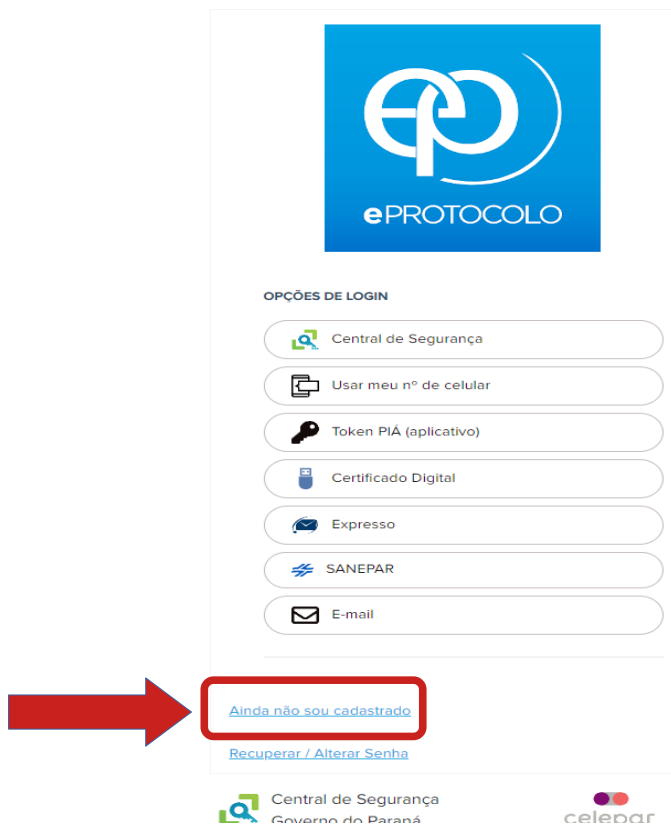 ep
ePROTOCOLO
OPÇÕES DE LOGIN
Central de Segurança
Usar meu nº de celular
Token PIÁ (aplicativo)
Certificado Digital
Expresso
SANEPAR
E-mail
Ainda não sou cadastrado
Recuperar / Alterar Senha
Central de Segurança
Governo do Paraná
celepar